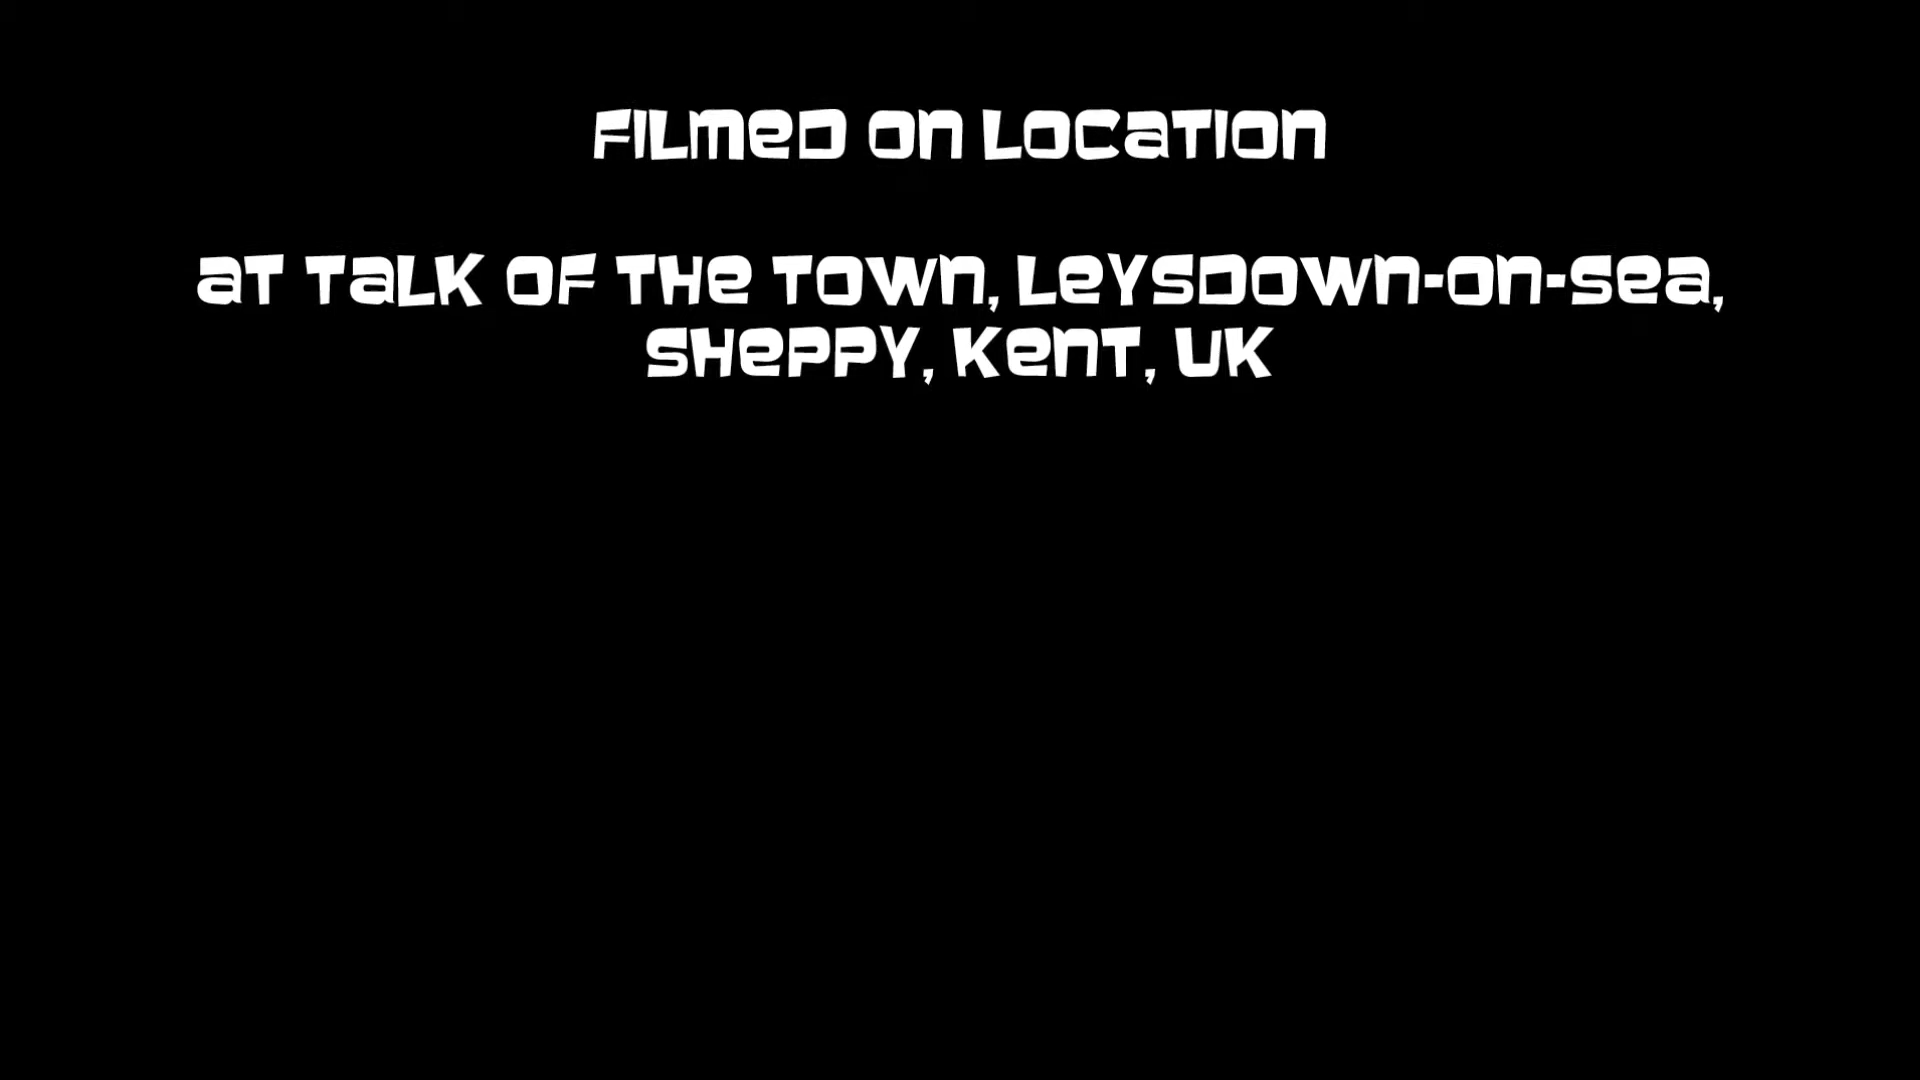 FILMED ON LOCATION
AT TALK OF THE TOWN, LEYSDOWN-ON-SEA,
SHEPPY, KENT, UK